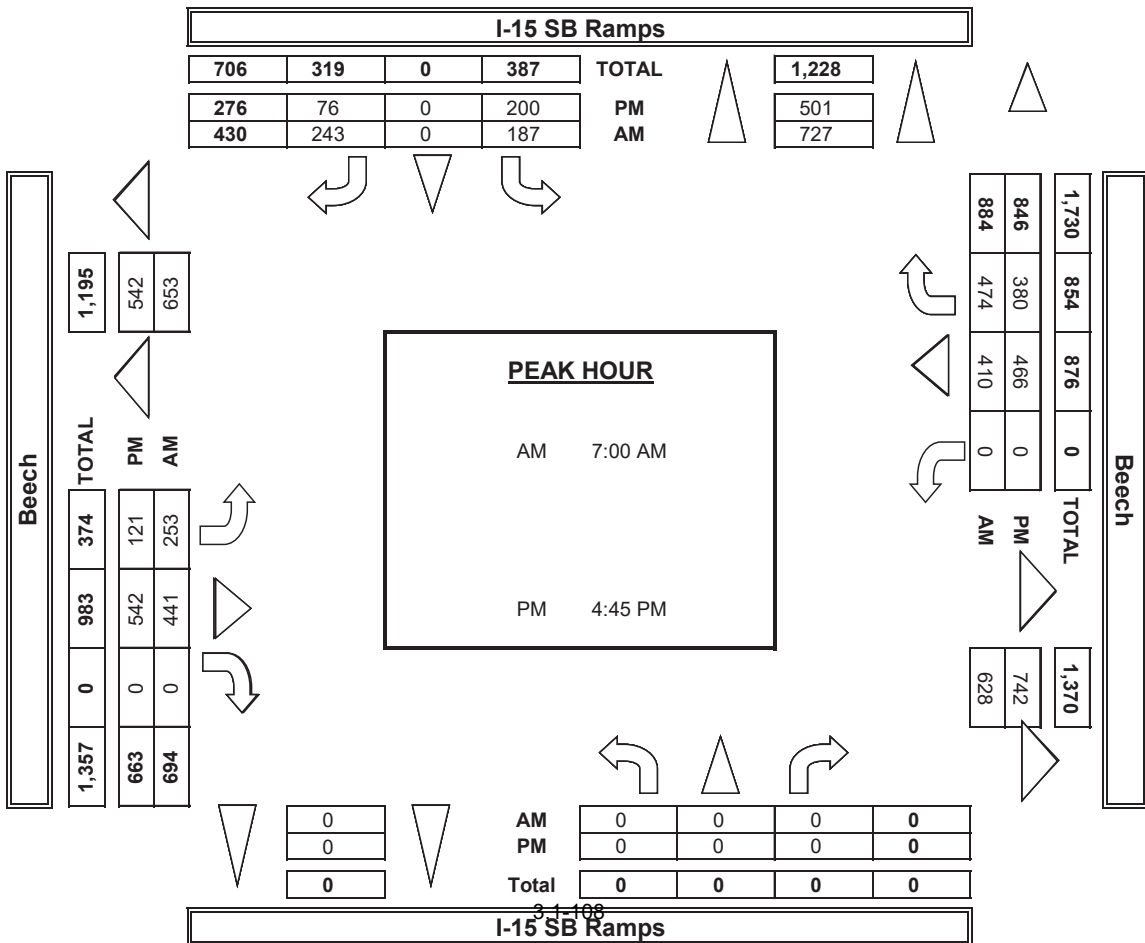 I-15 SB Ramps
706 319 0 387 TOTAL 1,228
276 76 0 200 PM 501
430 243 0 187 AM 727
Beech
1,195
542
653
TOTAL 374 983 0 1,357
PM 121 542 0 663
AM 253 441 0 694
PEAK HOUR
AM 7:00 AM
PM 4:45 PM
1,730 854 876 0 TOTAL
846 380 466 0 PM
884 474 410 0 AM
1,370
742
628
Beech
0 AM 0 0 0 0
0 PM 0 0 0 0
0 Total 0 0 0 0
3.1-108
I-15 SB Ramps